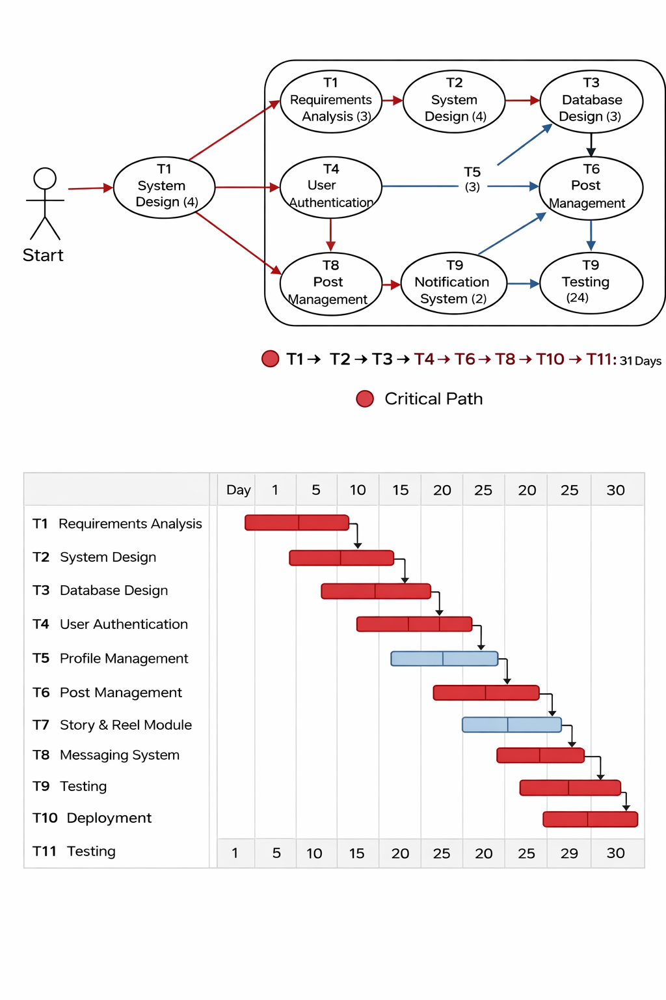 T1
Requirements
Analysis (3)
T2
System
Design (4)
T3
Database
Design (3)
T1
System
Design (4)
T4
User
Authentication
T5
(3)
T6
Post
Management
Start
T8
Post
Management
T9
Notification
System (2)
T9
Testing
(24)
T1 → T2 → T3 → T4 → T6 → T8 → T10 → T11: 31 Days
Critical Path
Day 1 5 10 15 20 25 20 25 30
T1 Requirements Analysis
T2 System Design
T3 Database Design
T4 User Authentication
T5 Profile Management
T6 Post Management
T7 Story & Reel Module
T8 Messaging System
T9 Testing
T10 Deployment
T11 Testing 1 5 10 15 20 25 20 25 29 30